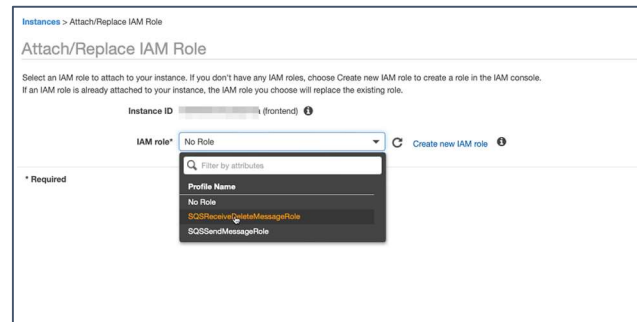 Instances > Attach/Replace IAM Role
Attach/Replace IAM Role
Select an IAM role to attach to your instance. If you don't have any IAM roles, choose Create new IAM role to create a role in the IAM console.
If an IAM role is already attached to your instance, the IAM role you choose will replace the existing role.
Instance ID (frontend)
IAM role* No Role Create new IAM role
Filter by attributes
* Required
Profile Name
No Role
SQSReceiveDeleteMessageRole
SQSSendMessageRole